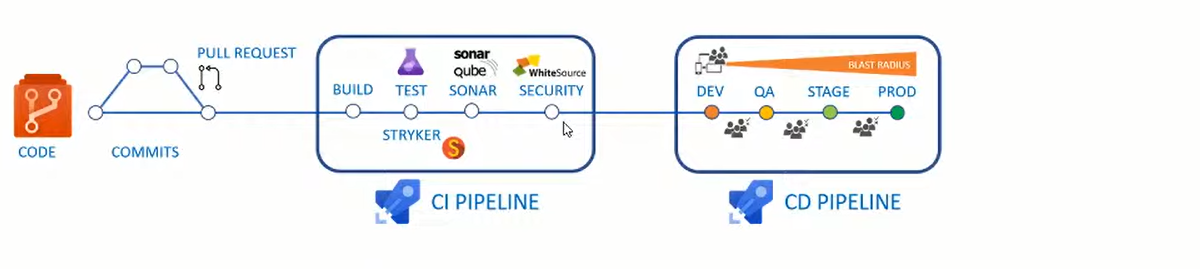 CODE
COMMITS
PULL REQUEST
BUILD
TEST
STRYKER
S
sonar
qube
SONAR
WhiteSource
SECURITY
CI PIPELINE
BLAST RADIUS
DEV
QA
STAGE
PROD
CD PIPELINE